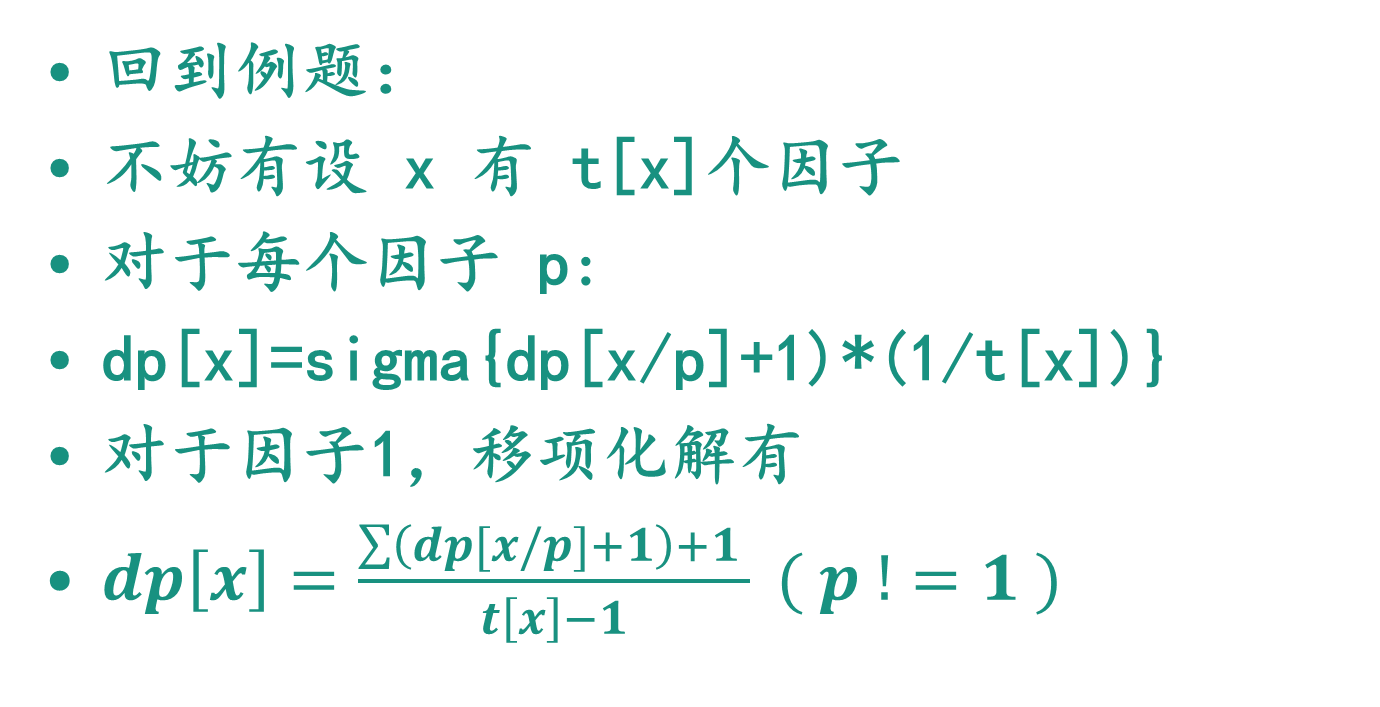 • 回到例题：
• 不妨有设 x 有 t[x]个因子
• 对于每个因子 p:
• dp[x]=sigma{dp[x/p]+1)*(1/t[x])}
• 对于因子1，移项化解有
• dp[x] = \frac{∑(dp[x/p]+1)+1}{t[x]−1} (p != 1)